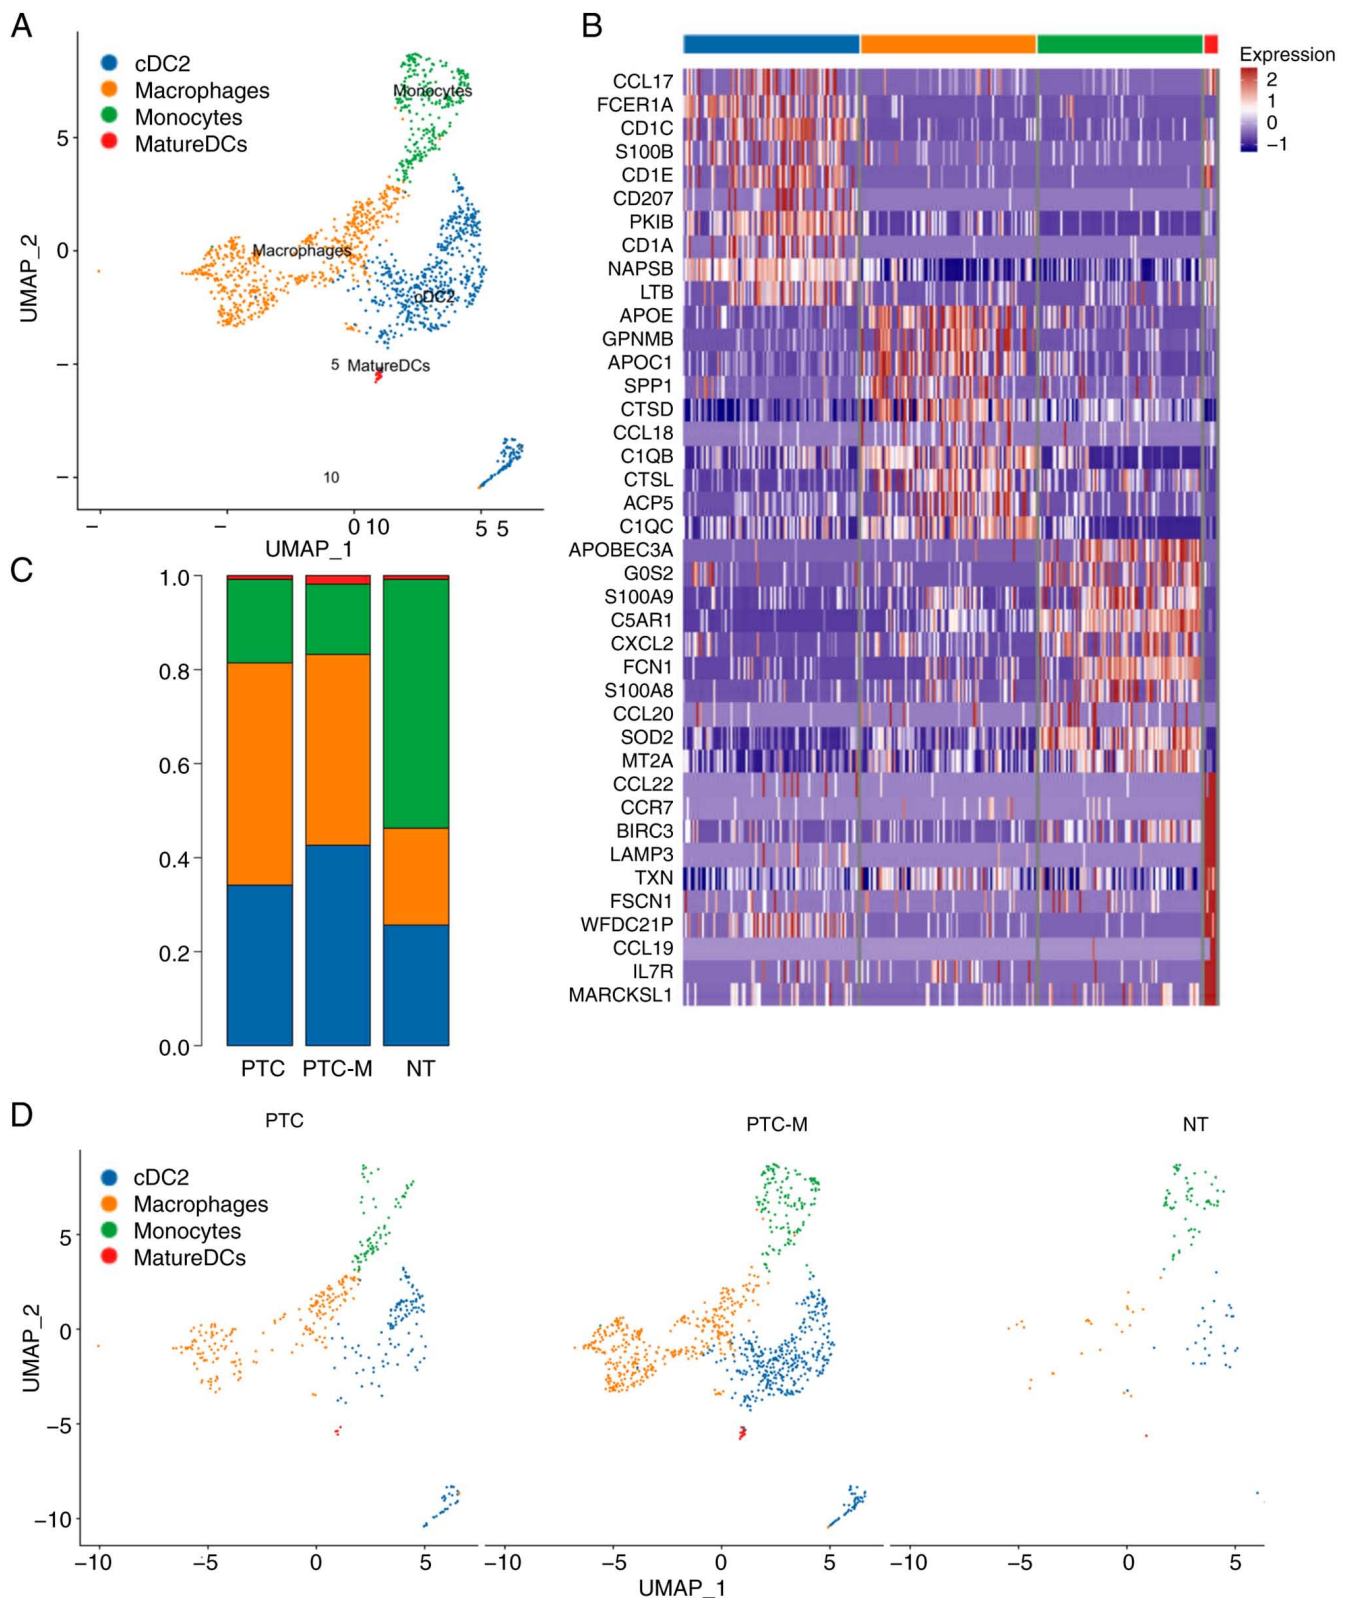 A
cDC2
Macrophages
Monocytes
MatureDCs
Monocytes
Macrophages
cDC2
5 MatureDCs
10
5
0
–
–
UMAP_2
– – 0 10 5 5
UMAP_1
B
Expression
2
1
0
−1
CCL17
FCER1A
CD1C
S100B
CD1E
CD207
PKIB
CD1A
NAPSB
LTB
APOE
GPNMB
APOC1
SPP1
CTSD
CCL18
C1QB
CTSL
ACP5
C1QC
APOBEC3A
G0S2
S100A9
C5AR1
CXCL2
FCN1
S100A8
CCL20
SOD2
MT2A
CCL22
CCR7
BIRC3
LAMP3
TXN
FSCN1
WFDC21P
CCL19
IL7R
MARCKSL1
C
1.0
0.8
0.6
0.4
0.2
0.0
PTC PTC-M NT
D
PTC PTC-M NT
cDC2
Macrophages
Monocytes
MatureDCs
5
0
−5
−10
UMAP_2
−10 −5 0 5 −10 −5 0 5 −10 −5 0 5
UMAP_1